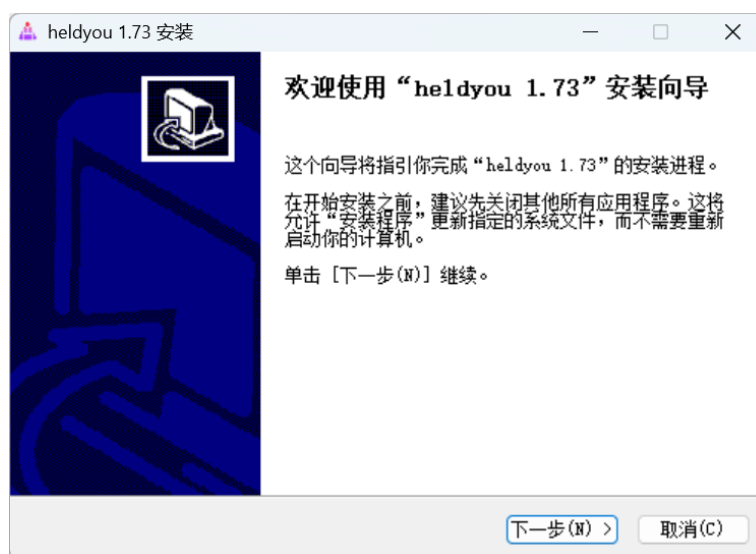 heldyou 1.73 安装
欢迎使用“heldyou 1.73”安装向导
这个向导将指引你完成“heldyou 1.73”的安装进程。
在开始安装之前，建议先关闭其他所有应用程序。这将
允许“安装程序”更新指定的系统文件，而不需要重新
启动你的计算机。
单击 [下一步(N)] 继续。
下一步(N) >
取消(C)